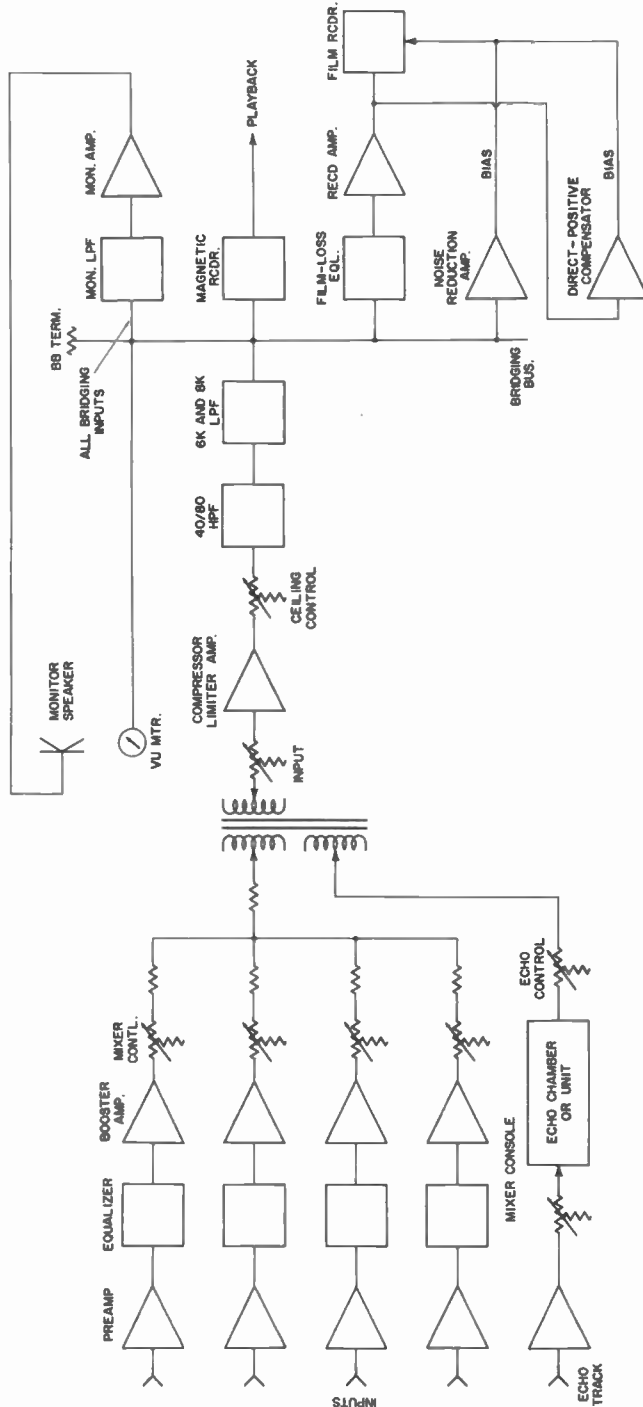 INPUTS
PREAMP
EQUALIZER
BOOSTER
AMP.
MIXER
CONTL.
MIXER CONSOLE
ECHO
TRACK
ECHO CHAMBER
OR UNIT
ECHO
CONTROL
INPUT
COMPRESSOR
LIMITER AMP.
CEILING
CONTROL
40/80
HPF
6K AND 8K
LPF
MONITOR
SPEAKER
VU MTR.
ALL BRIDGING
INPUTS
BB TERM.
MON. LPF
MON. AMP.
MAGNETIC
RCDR.
PLAYBACK
FILM-LOSS
EQL.
RECD AMP.
FILM RCDR.
NOISE
REDUCTION
AMP.
BIAS
DIRECT-POSITIVE
COMPENSATOR
BIAS
BRIDGING
BUS.